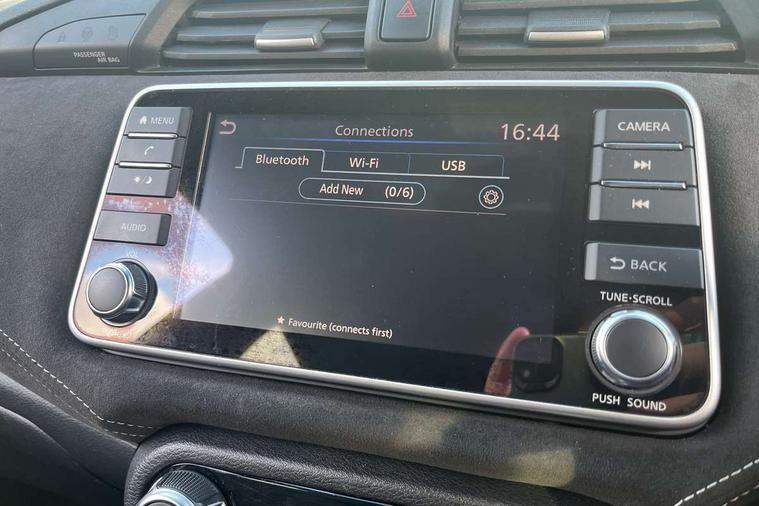 PASSENGER
AIR BAG
MENU
AUDIO
VOL
Connections
16:44
Bluetooth
Wi-Fi
USB
Add New (0/6)
★ Favourite (connects first)
CAMERA
BACK
TUNE·SCROLL
PUSH SOUND